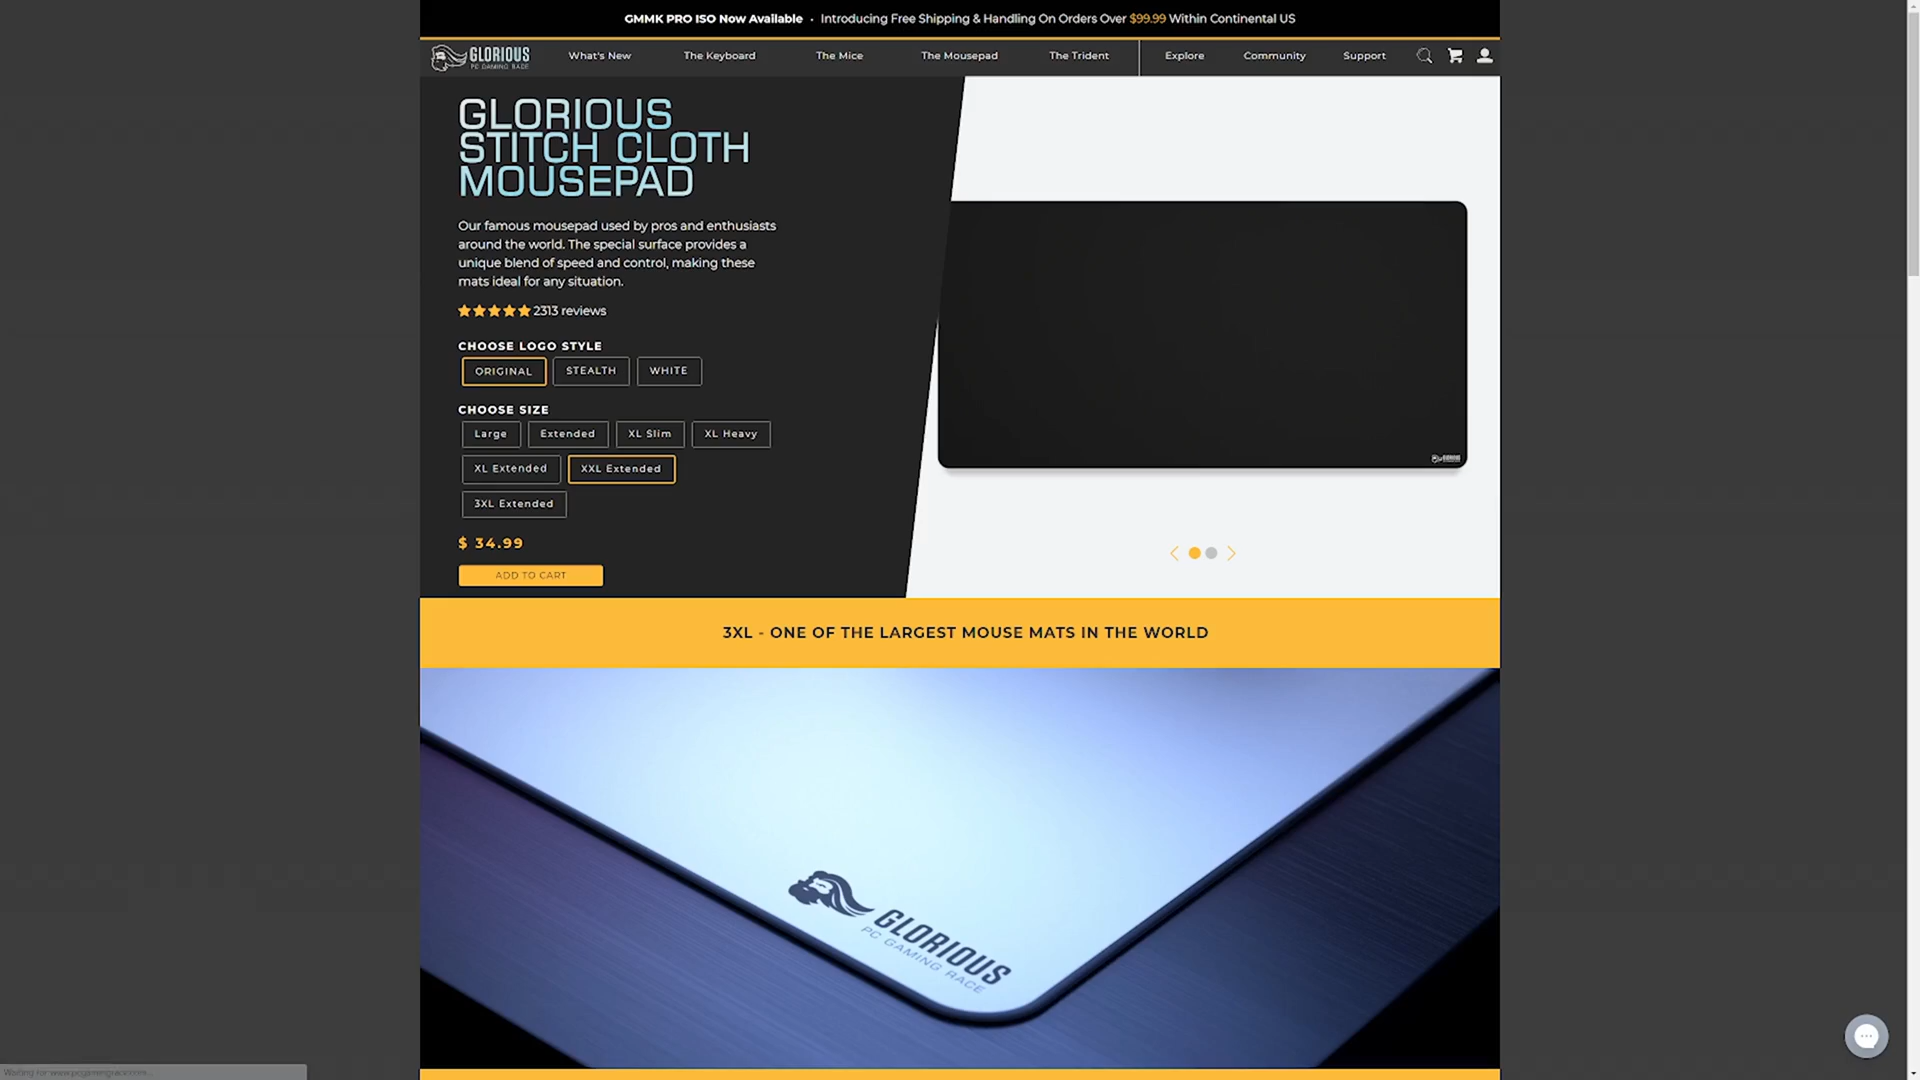 GMMK PRO ISO Now Available · Introducing Free Shipping & Handling On Orders Over $99.99 Within Continental US
GLORIOUS
PC GAMING RACE
What's New The Keyboard The Mice The Mousepad The Trident Explore Community Support
GLORIOUS
STITCH CLOTH
MOUSEPAD
Our famous mousepad used by pros and enthusiasts
around the world. The special surface provides a
unique blend of speed and control, making these
mats ideal for any situation.
2313 reviews
CHOOSE LOGO STYLE
ORIGINAL STEALTH WHITE
CHOOSE SIZE
Large Extended XL Slim XL Heavy
XL Extended XXL Extended
3XL Extended
$ 34.99
ADD TO CART
GLORIOUS
3XL - ONE OF THE LARGEST MOUSE MATS IN THE WORLD
GLORIOUS
PC GAMING RACE